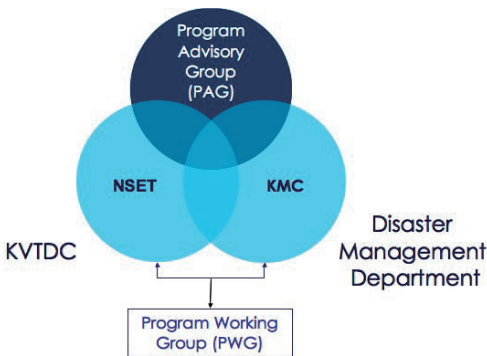 Program
Advisory
Group
(PAG)
NSET
KMC
KVTDC
Disaster
Management
Department
Program Working
Group (PWG)